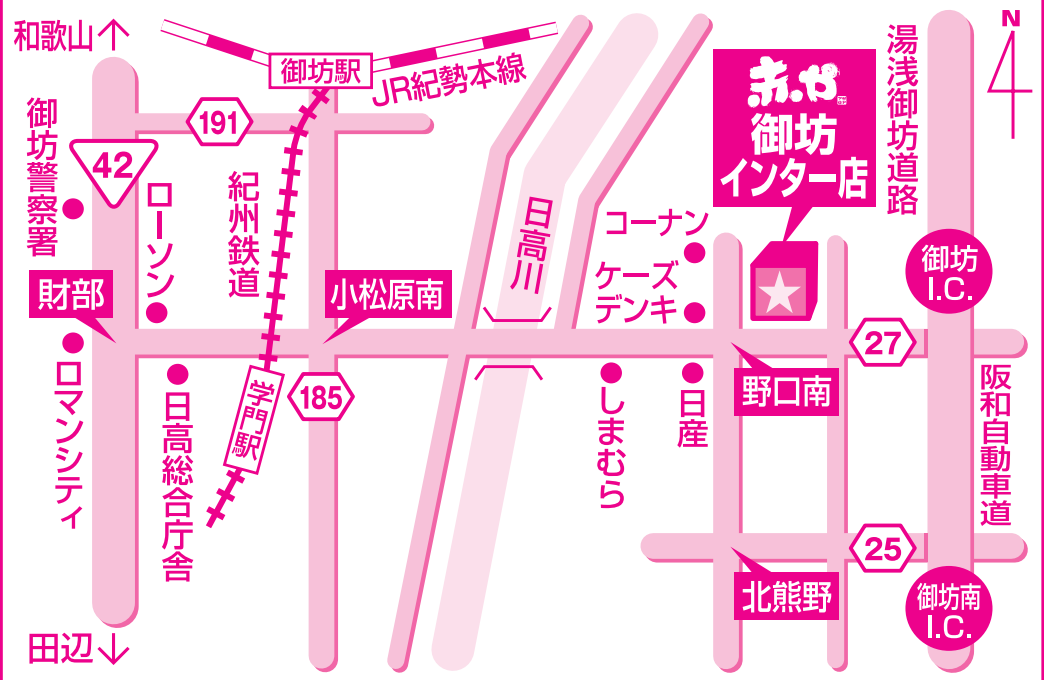 和歌山
御坊駅
JR紀勢本線
N
赤や
御坊
インター店
湯浅御坊道路
御坊警察署
191
42
ローソン
紀州鉄道
日高川
コーナン
ケーズ
デンキ
御坊
I.C.
財部
小松原南
27
ロマンシティ
日高総合庁舎
学門駅
185
しまむら
日産
野口南
阪和自動車道
25
北熊野
御坊南
I.C.
田辺